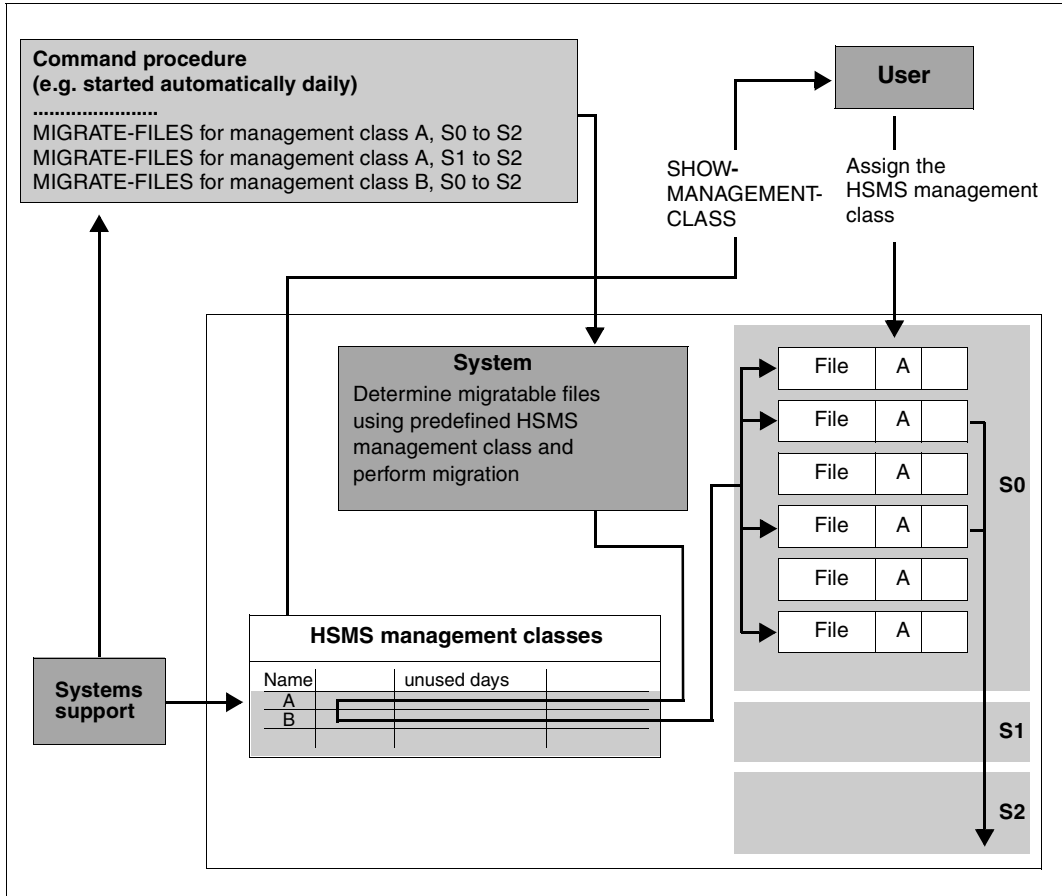 Command procedure
(e.g. started automatically daily)
.......................
MIGRATE-FILES for management class A, S0 to S2
MIGRATE-FILES for management class A, S1 to S2
MIGRATE-FILES for management class B, S0 to S2
User
SHOW-
MANAGEMENT-
CLASS
Assign the
HSMS management
class
System
Determine migratable files
using predefined HSMS
management class and
perform migration
File A
File A
File A
File A
File A
File A
S0
S1
S2
HSMS management classes
Name unused days
A
B
Systems
support